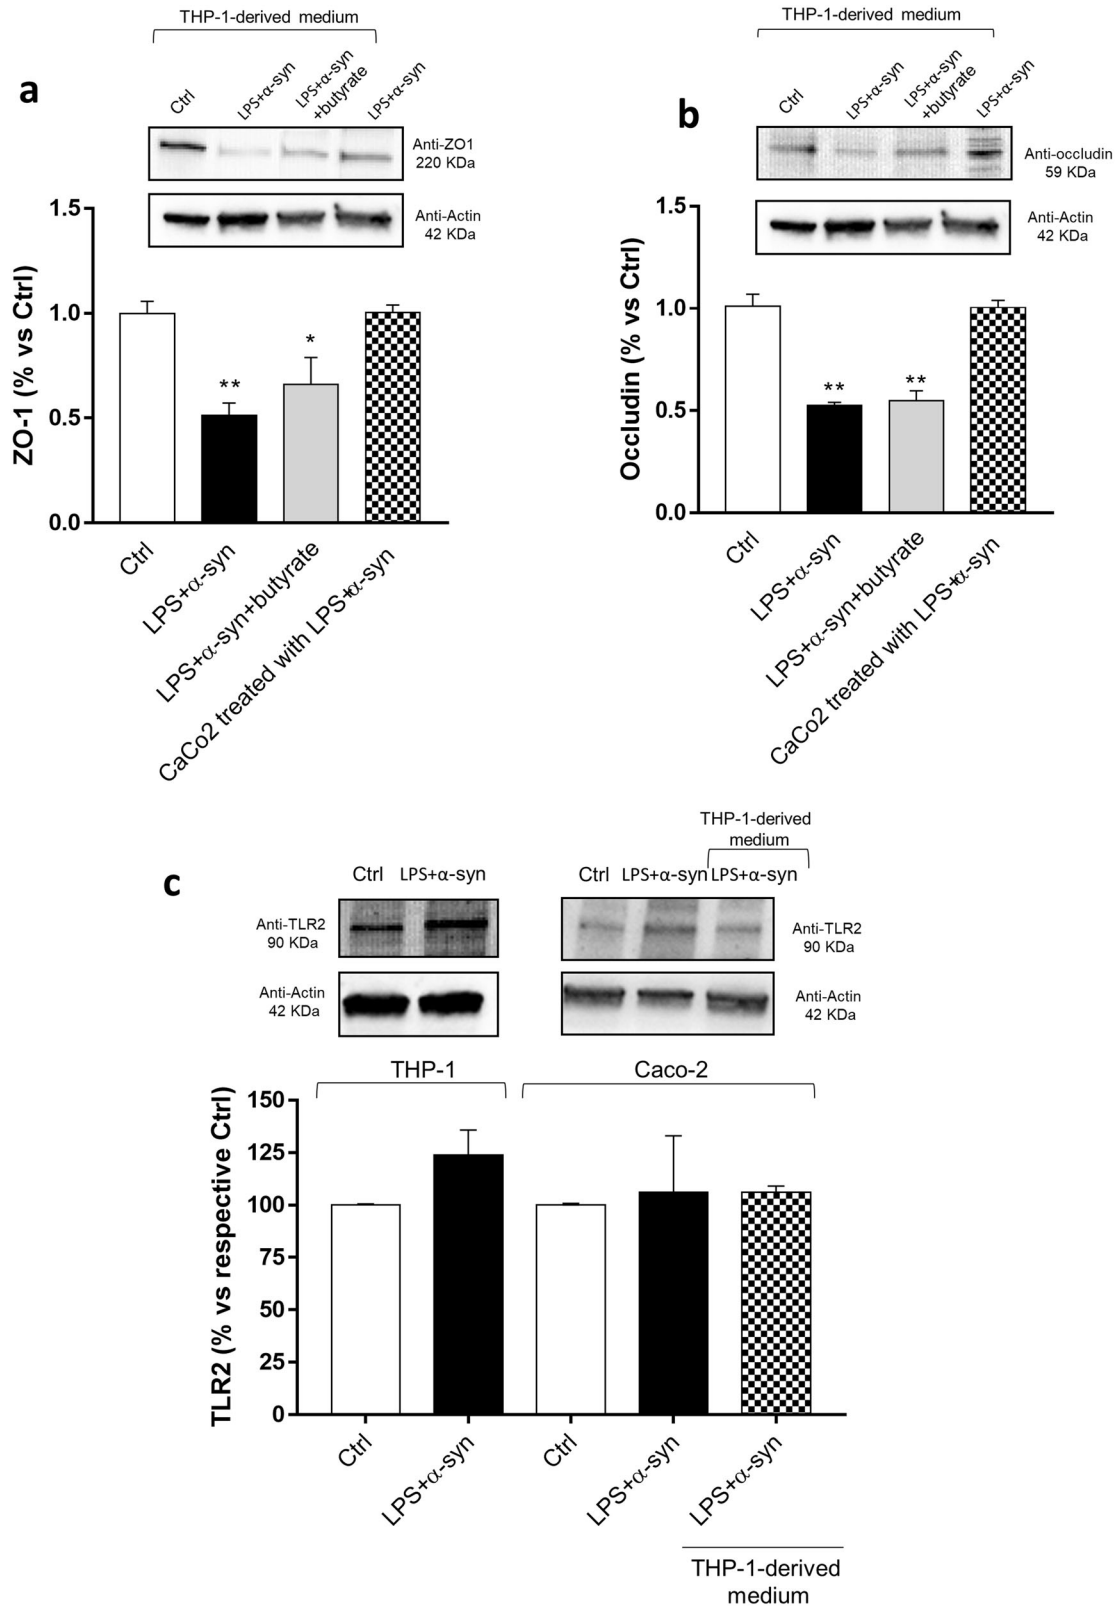 THP-1-derived medium
a
Ctrl
LPS+α-syn
LPS+α-syn
+butyrate
LPS+α-syn
Anti-ZO1
220 KDa
Anti-Actin
42 KDa
ZO-1 (% vs Ctrl)
1.5
1.0
0.5
0.0
**
*
Ctrl
LPS+α-syn
LPS+α-syn+butyrate
CaCo2 treated with LPS+α-syn
THP-1-derived medium
b
Ctrl
LPS+α-syn
LPS+α-syn
+butyrate
LPS+α-syn
Anti-occludin
59 KDa
Anti-Actin
42 KDa
Occludin (% vs Ctrl)
1.5
1.0
0.5
0.0
**
**
Ctrl
LPS+α-syn
LPS+α-syn+butyrate
CaCo2 treated with LPS+α-syn
c
THP-1-derived
medium
Ctrl LPS+α-syn
Ctrl LPS+α-syn LPS+α-syn
Anti-TLR2
90 KDa
Anti-TLR2
90 KDa
Anti-Actin
42 KDa
Anti-Actin
42 KDa
THP-1
Caco-2
TLR2 (% vs respective Ctrl)
150
125
100
75
50
25
0
Ctrl
LPS+α-syn
Ctrl
LPS+α-syn
LPS+α-syn
THP-1-derived
medium